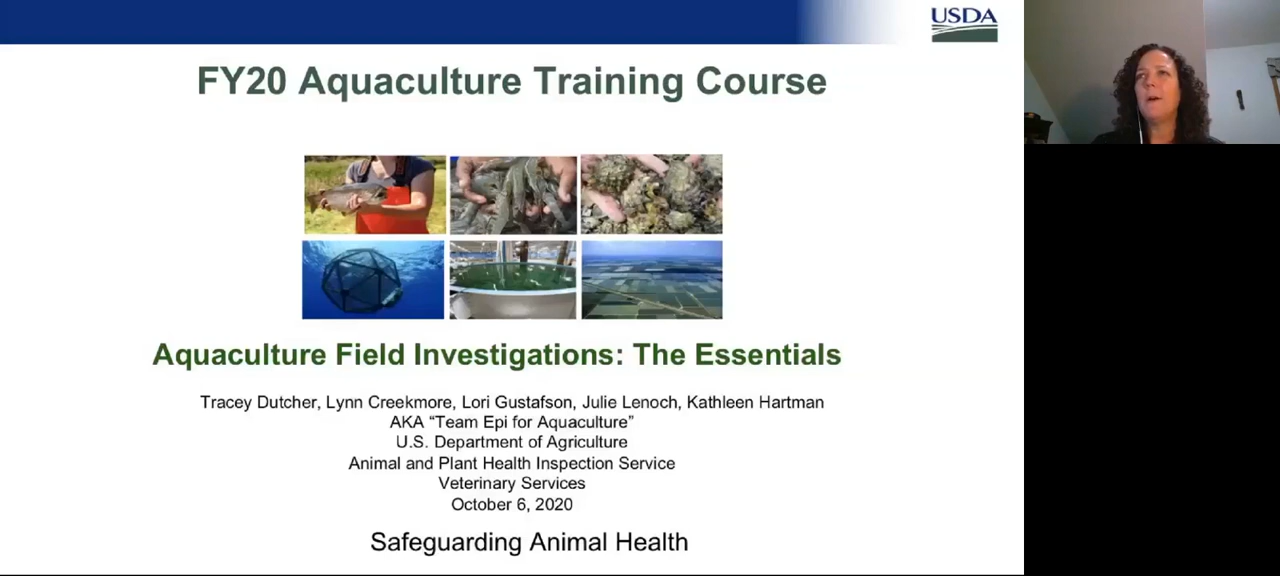 USDA
FY20 Aquaculture Training Course
Aquaculture Field Investigations: The Essentials
Tracey Dutcher, Lynn Creekmore, Lori Gustafson, Julie Lenoch, Kathleen Hartman
AKA “Team Epi for Aquaculture”
U.S. Department of Agriculture
Animal and Plant Health Inspection Service
Veterinary Services
October 6, 2020
Safeguarding Animal Health